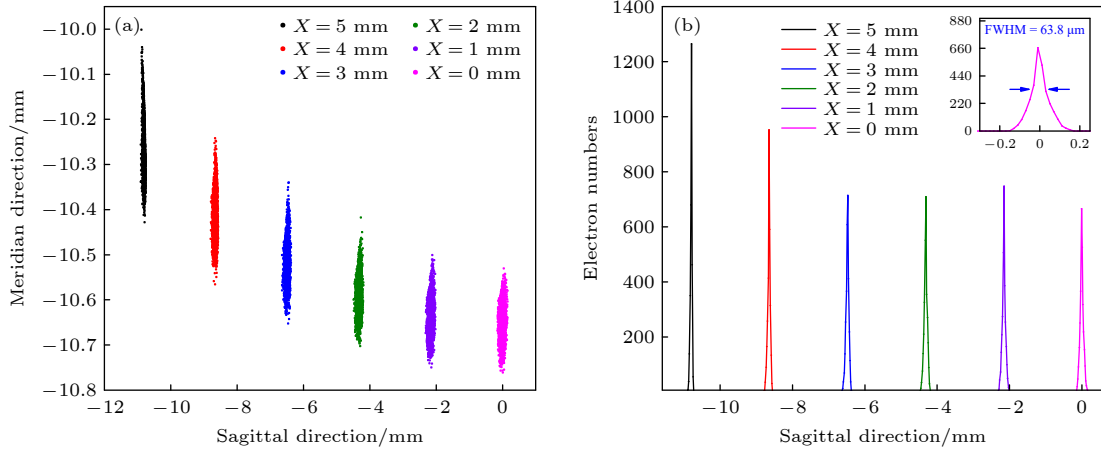 (a)
X = 5 mm
X = 4 mm
X = 3 mm
X = 2 mm
X = 1 mm
X = 0 mm
Meridian direction/mm
−10.0
−10.1
−10.2
−10.3
−10.4
−10.5
−10.6
−10.7
−10.8
−12
−10
−8
−6
−4
−2
0
Sagittal direction/mm
(b)
X = 5 mm
X = 4 mm
X = 3 mm
X = 2 mm
X = 1 mm
X = 0 mm
Electron numbers
1400
1200
1000
800
600
400
200
−10
−8
−6
−4
−2
0
Sagittal direction/mm
880
660
440
220
0
FWHM = 63.8 μm
−0.2
0
0.2